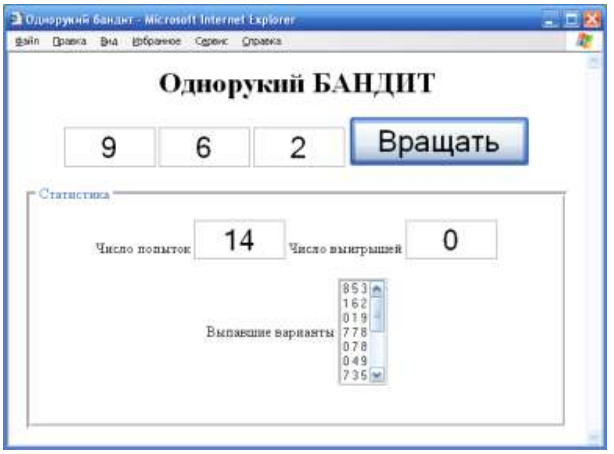 Однорукий бандит - Microsoft Internet Explorer
Файл Правка Вид Избранное Сервис Справка
Однорукий БАНДИТ
9 6 2 Вращать
Статистика
Число попыток 14 Число выигрышей 0
Выпавшие варианты
853
162
019
778
078
049
735